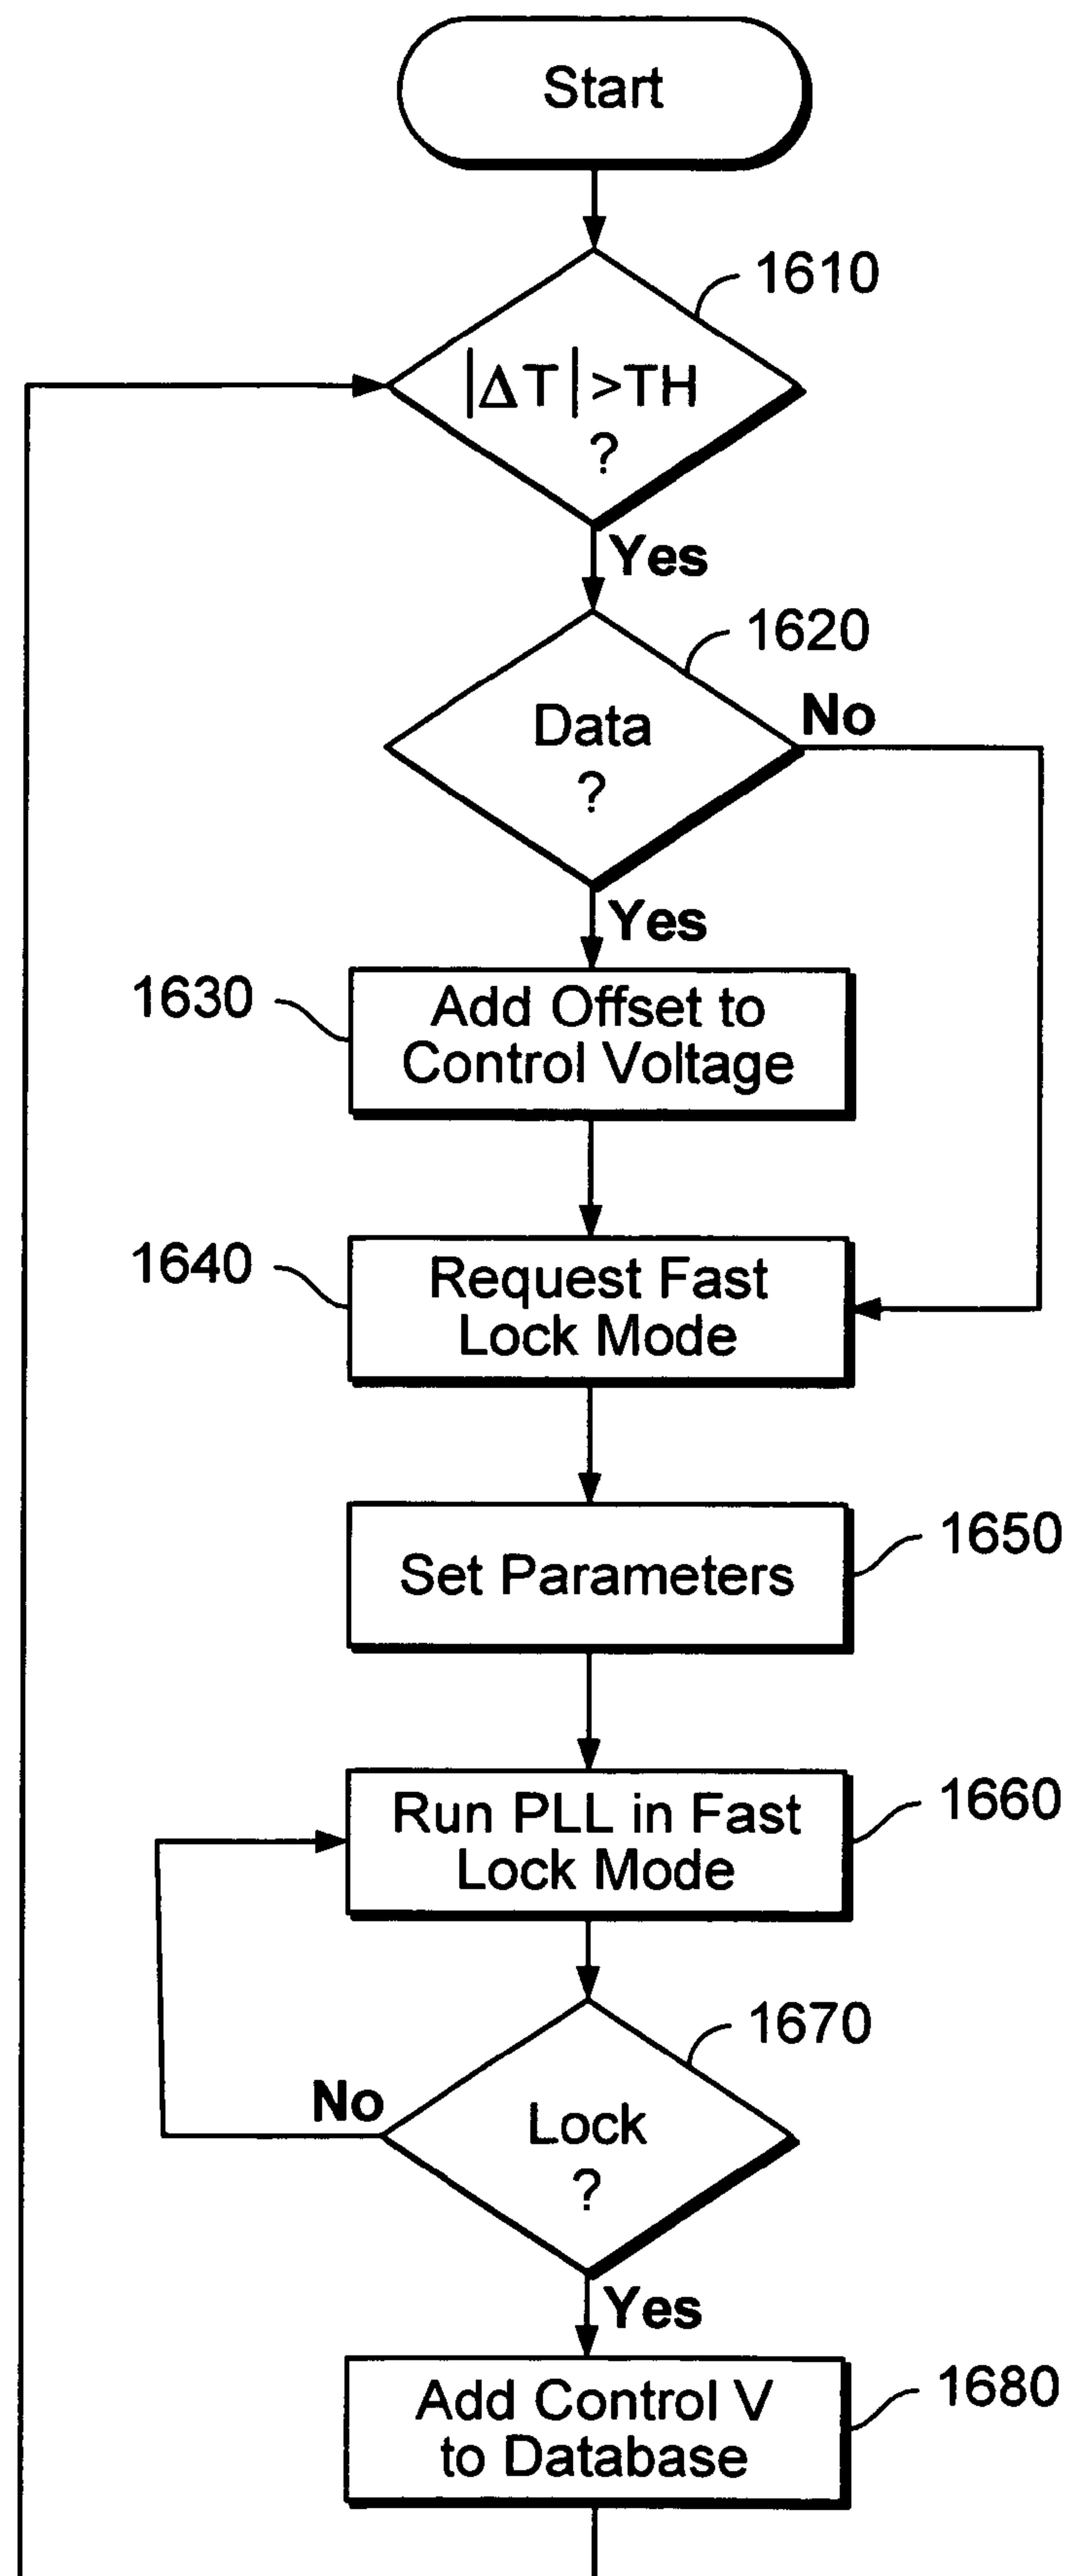 Start
1610
|ΔT|>TH
?
Yes
1620
Data
?
No
Yes
1630
Add Offset to
Control Voltage
1640
Request Fast
Lock Mode
1650
Set Parameters
1660
Run PLL in Fast
Lock Mode
1670
No
Lock
?
Yes
1680
Add Control V
to Database